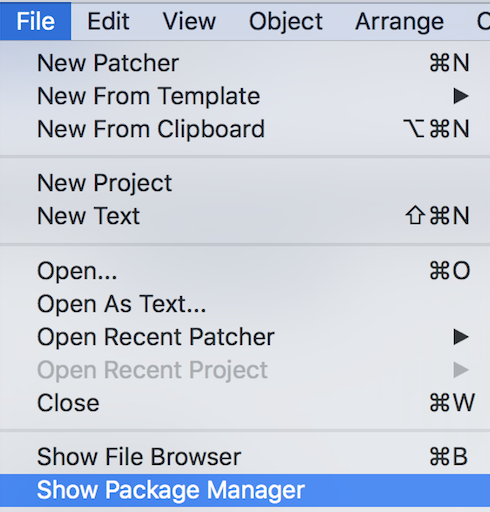 File Edit View Object Arrange
New Patcher ⌘N
New From Template ▶
New From Clipboard ⌥⌘N
New Project
New Text ⇧⌘N
Open... ⌘O
Open As Text...
Open Recent Patcher ▶
Open Recent Project ▶
Close ⌘W
Show File Browser ⌘B
Show Package Manager